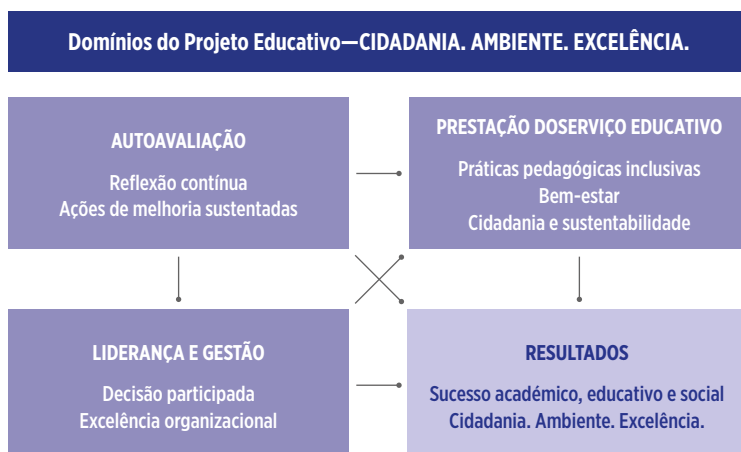 Domínios do Projeto Educativo—CIDADANIA. AMBIENTE. EXCELÊNCIA.
AUTOAVALIAÇÃO
Reflexão contínua
Ações de melhoria sustentadas
PRESTAÇÃO DOSERVIÇO EDUCATIVO
Práticas pedagógicas inclusivas
Bem-estar
Cidadania e sustentabilidade
LIDERANÇA E GESTÃO
Decisão participada
Excelência organizacional
RESULTADOS
Sucesso académico, educativo e social
Cidadania. Ambiente. Excelência.